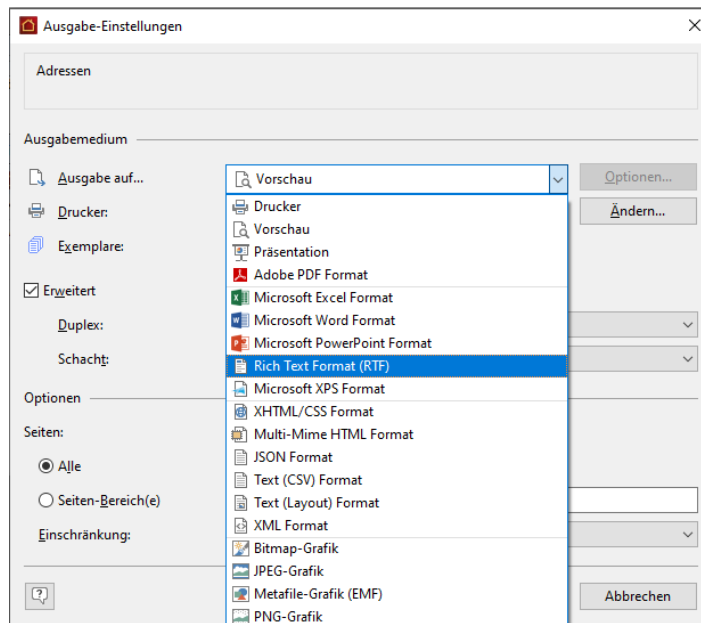 Ausgabe-Einstellungen
Adressen
Ausgabemedium
Ausgabe auf... Vorschau Optionen...
Drucker: Drucker Ändern...
Vorschau
Exemplare: Präsentation
Adobe PDF Format
Erweitert Microsoft Excel Format
Duplex: Microsoft Word Format
Microsoft PowerPoint Format
Schacht: Rich Text Format (RTF)
Microsoft XPS Format
Optionen XHTML/CSS Format
Seiten: Multi-Mime HTML Format
Alle JSON Format
Text (CSV) Format
Seiten-Bereich(e) Text (Layout) Format
Einschränkung: XML Format
Bitmap-Grafik
JPEG-Grafik
Metafile-Grafik (EMF) Abbrechen
PNG-Grafik